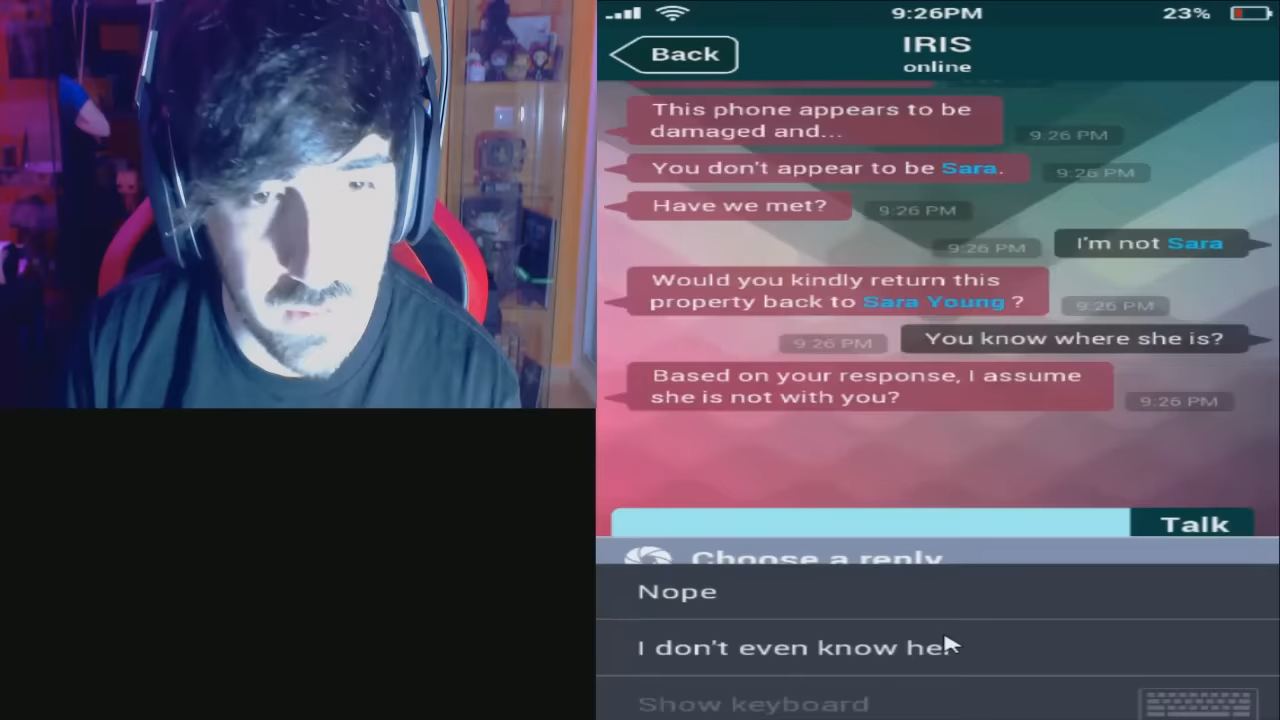 9:26PM
23%
Back
IRIS
online
This phone appears to be
damaged and...
9:26 PM
You don't appear to be Sara.
9:26 PM
Have we met?
9:26 PM
9:26 PM
I'm not Sara
Would you kindly return this
property back to Sara Young ?
9:26 PM
9:26 PM
You know where she is?
Based on your response, I assume
she is not with you?
9:26 PM
Talk
Choose a reply
Nope
I don't even know her
Show keyboard